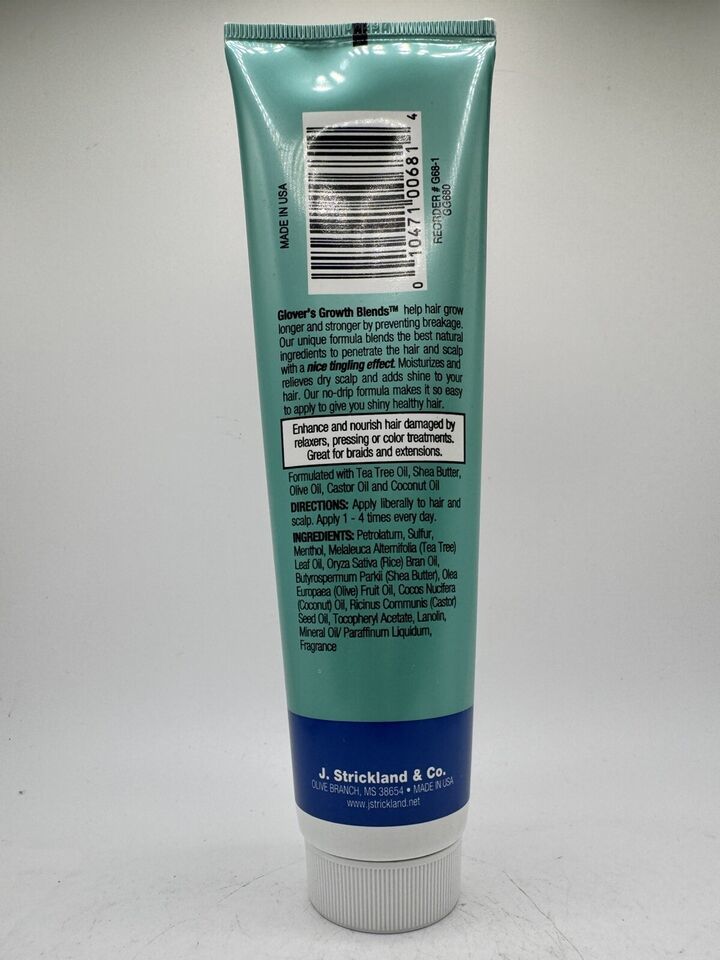 MADE IN USA
0 10471 00681 4
REORDER # G68-1
GG680
Glover's Growth Blends™ help hair grow
longer and stronger by preventing breakage.
Our unique formula blends the best natural
ingredients to penetrate the hair and scalp
with a nice tingling effect. Moisturizes and
relieves dry scalp and adds shine to your
hair. Our no-drip formula makes it so easy
to apply to give you shiny healthy hair.
Enhance and nourish hair damaged by
relaxers, pressing or color treatments.
Great for braids and extensions.
Formulated with Tea Tree Oil, Shea Butter,
Olive Oil, Castor Oil and Coconut Oil
DIRECTIONS: Apply liberally to hair and
scalp. Apply 1 - 4 times every day.
INGREDIENTS: Petrolatum, Sulfur,
Menthol, Melaleuca Alternifolia (Tea Tree)
Leaf Oil, Oryza Sativa (Rice) Bran Oil,
Butyrospermum Parkii (Shea Butter), Olea
Europaea (Olive) Fruit Oil, Cocos Nucifera
(Coconut) Oil, Ricinus Communis (Castor)
Seed Oil, Tocopheryl Acetate, Lanolin,
Mineral Oil/ Paraffinum Liquidum,
Fragrance
J. Strickland & Co.
OLIVE BRANCH, MS 38654 • MADE IN USA
www.jstrickland.net